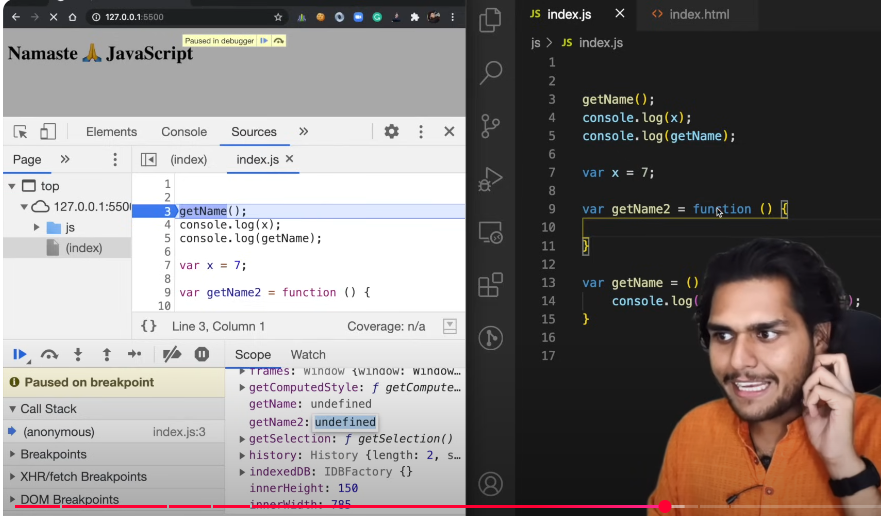 127.0.0.1:5500
Paused in debugger
Namaste 🙏 JavaScript
Elements Console Sources
Page
(index) index.js
top
127.0.0.1:550
js
(index)
1
2
3 getName();
4 console.log(x);
5 console.log(getName);
6
7 var x = 7;
8
9 var getName2 = function () {
10
{} Line 3, Column 1 Coverage: n/a
Scope Watch
Paused on breakpoint
Call Stack
(anonymous) index.js:3
Breakpoints
XHR/fetch Breakpoints
DOM Breakpoints
frames: Window {window: Window…
getComputedStyle: ƒ getCompute…
getName: undefined
getName2: undefined
getSelection: ƒ getSelection()
history: History {length: 2, s…
indexedDB: IDBFactory {}
innerHeight: 150
innerWidth: 785
JS index.js index.html
js > JS index.js
1
2
3 getName();
4 console.log(x);
5 console.log(getName);
6
7 var x = 7;
8
9 var getName2 = function () {
10
11 }
12
13 var getName = ()
14 console.log( );
15 }
16
17